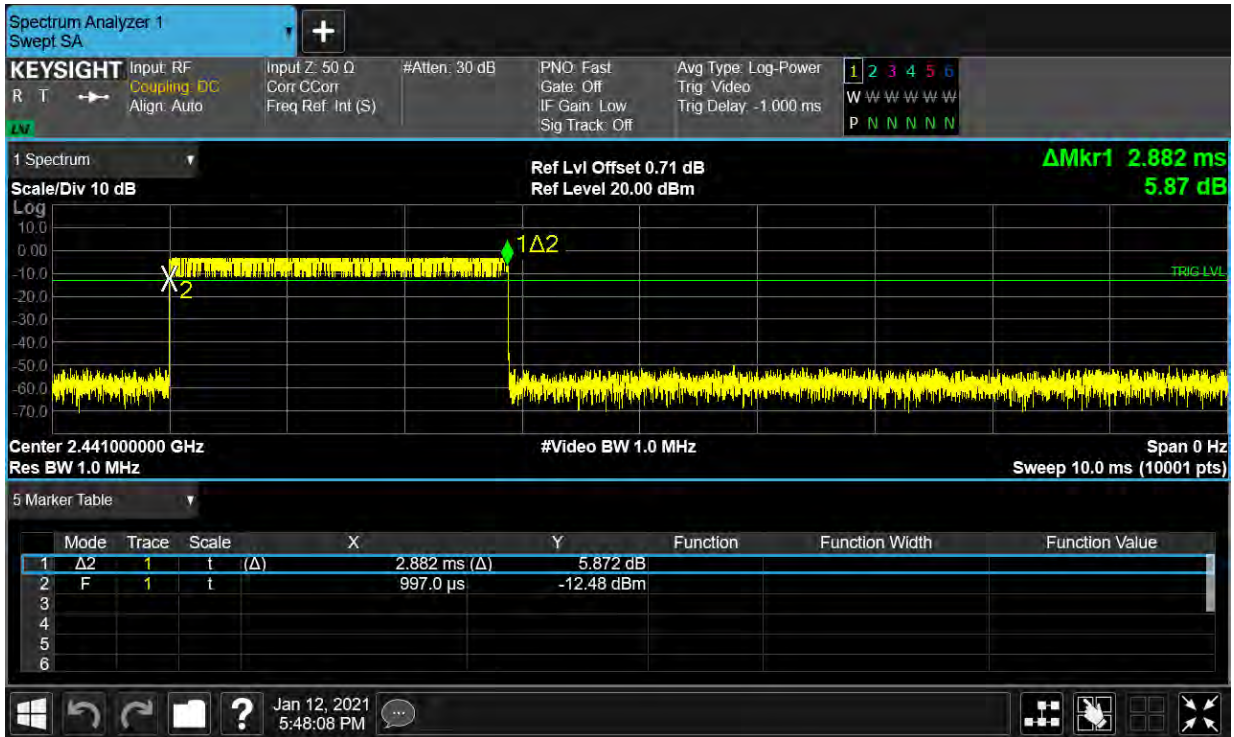 Spectrum Analyzer 1
Swept SA
KEYSIGHT
R T
Input: RF
Coupling: DC
Align: Auto
Input Z: 50 Ω
Corr CCorr
Freq Ref: Int (S)
#Atten: 30 dB
PNO: Fast
Gate: Off
IF Gain: Low
Sig Track: Off
Avg Type: Log-Power
Trig: Video
Trig Delay: -1.000 ms
1 2 3 4 5 6
W W W W W W
P N N N N N
1 Spectrum
Scale/Div 10 dB
Ref Lvl Offset 0.71 dB
Ref Level 20.00 dBm
ΔMkr1 2.882 ms
5.87 dB
Log
10.0
0.00
-10.0
-20.0
-30.0
-40.0
-50.0
-60.0
-70.0
1Δ2
2
TRIG LVL
Center 2.441000000 GHz
#Video BW 1.0 MHz
Span 0 Hz
Res BW 1.0 MHz
Sweep 10.0 ms (10001 pts)
5 Marker Table
Mode Trace Scale X Y Function Function Width Function Value
1 Δ2 1 t (Δ) 2.882 ms (Δ) 5.872 dB
2 F 1 t 997.0 µs -12.48 dBm
3
4
5
6
?
Jan 12, 2021
5:48:08 PM